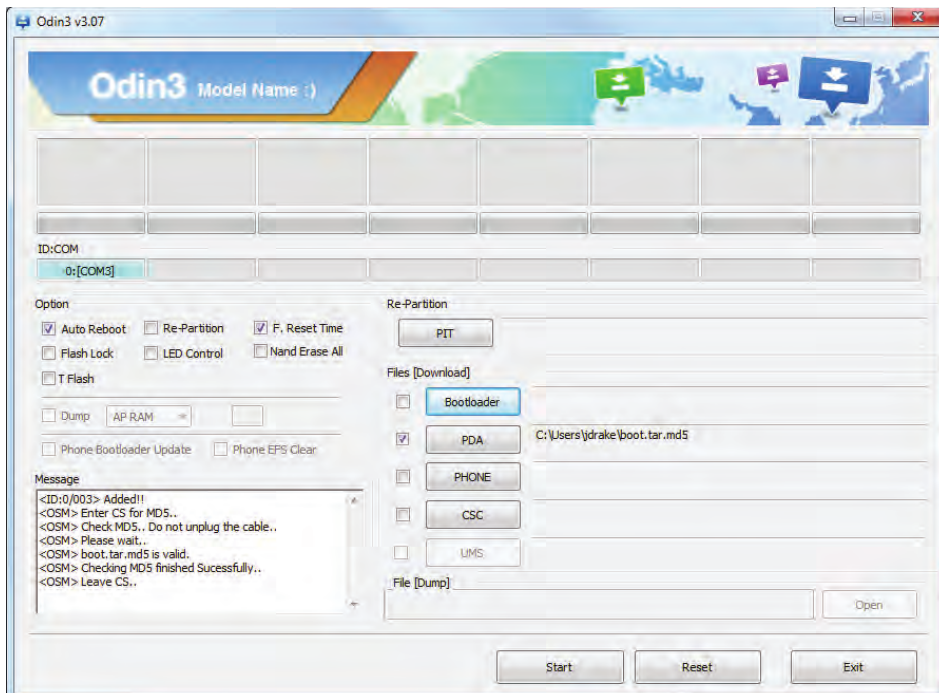 Odin3 v3.07
Odin3 Model Name :)
ID:COM
0:[COM3]
Option
Auto Reboot Re-Partition F. Reset Time
Flash Lock LED Control Nand Erase All
T Flash
Dump AP RAM
Phone Bootloader Update Phone EFS Clear
Message
<ID:0/003> Added!!
<OSM> Enter CS for MD5..
<OSM> Check MD5.. Do not unplug the cable..
<OSM> Please wait..
<OSM> boot.tar.md5 is valid.
<OSM> Checking MD5 finished Sucessfully..
<OSM> Leave CS..
Re-Partition
PIT
Files [Download]
Bootloader
PDA C:\Users\jdrake\boot.tar.md5
PHONE
CSC
UMS
File [Dump]
Open
Start Reset Exit